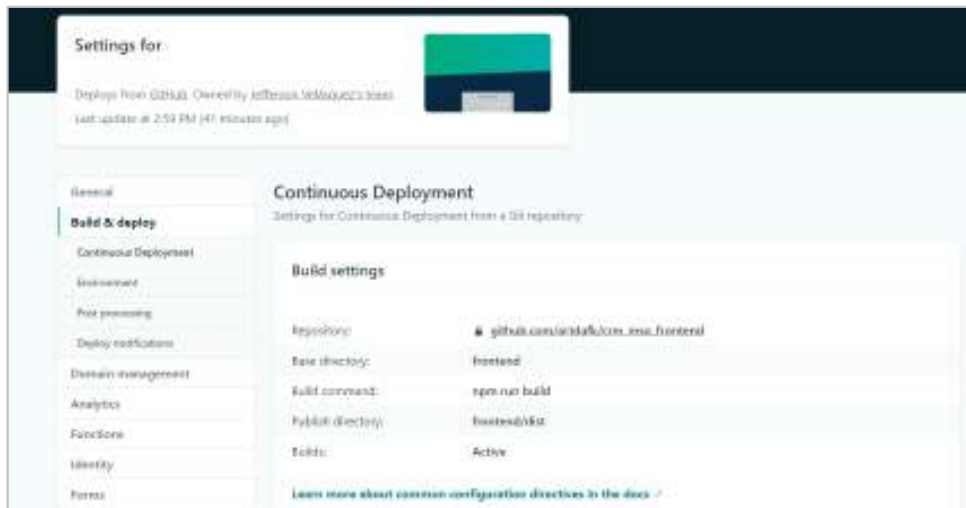 Settings for
Deploys from GitHub. Owned by Jefferson Velasquez's team
Last update at 2:59 PM (41 minutes ago)
General
Build & deploy
Continuous Deployment
Environment
Post processing
Deploy notifications
Domain management
Analytics
Functions
Identity
Forms
Continuous Deployment
Settings for Continuous Deployment from a Git repository
Build settings
Repository:
github.com/
Base directory:
frontend
Build command:
npm run build
Publish directory:
frontend/dist
Builds:
Active
Learn more about common configuration directives in the docs